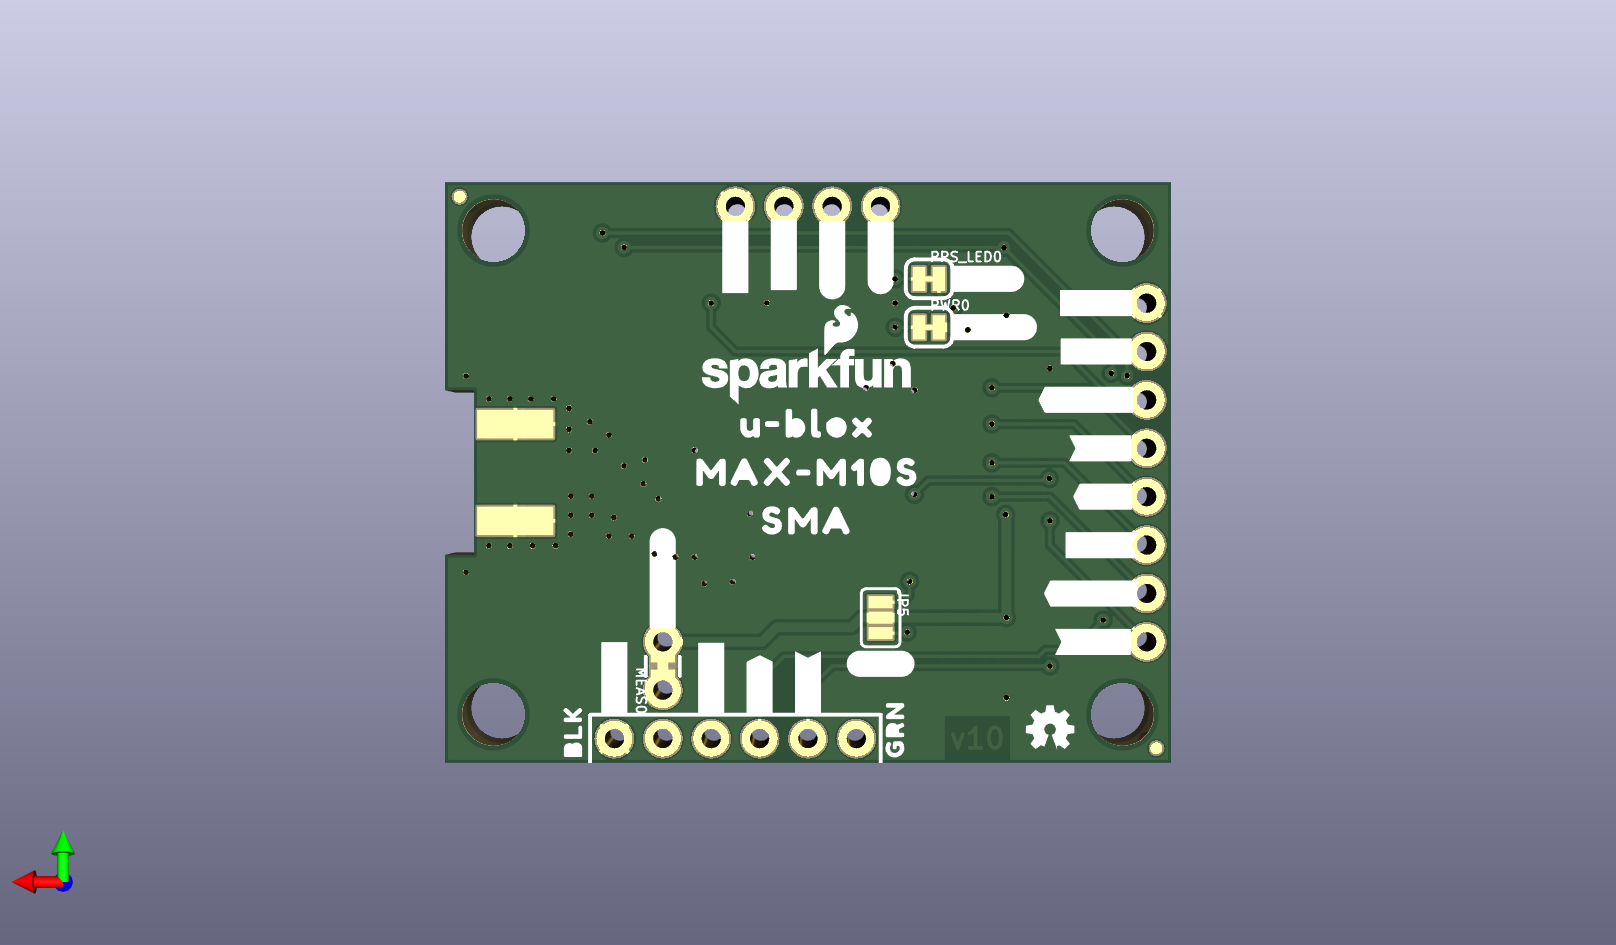 PPS_LED0
PWR0
sparkfun
u-blox
MAX-M10S
SMA
JP5
MEAS0
BLK
GRN
v10